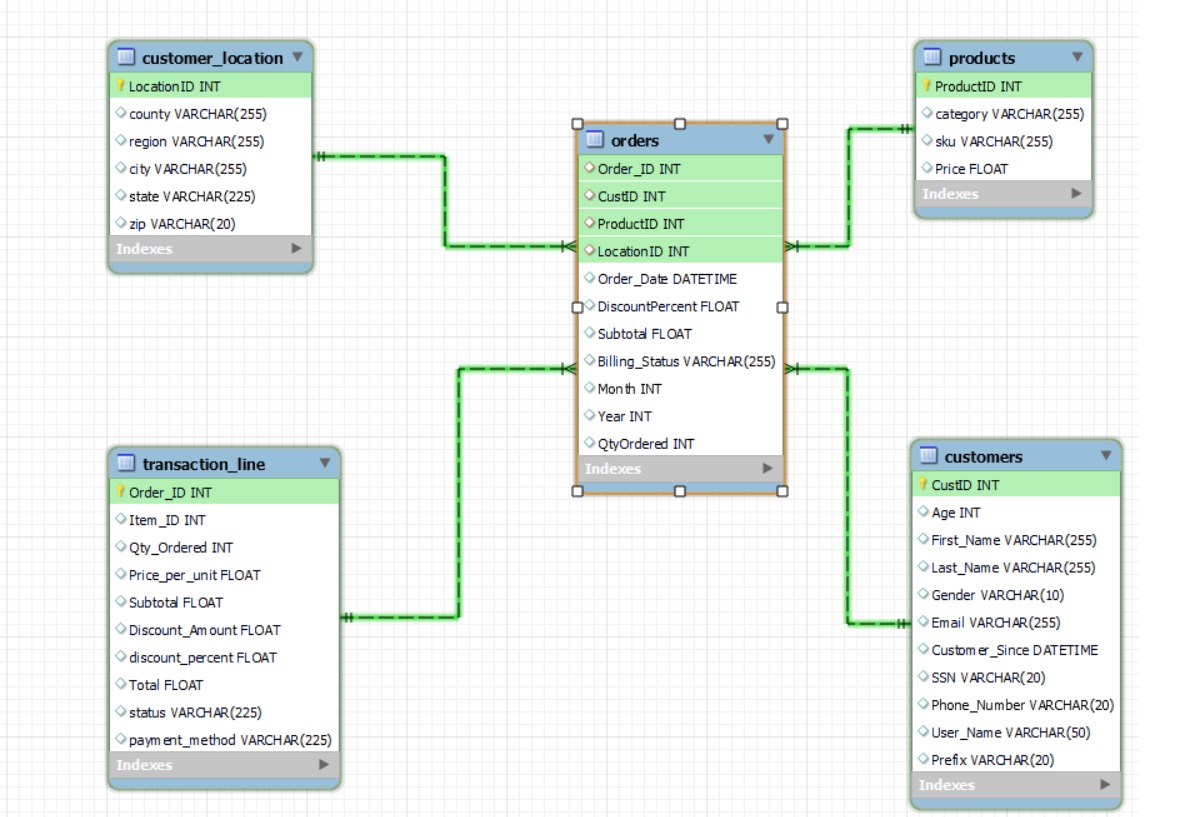 customer_location
LocationID INT
county VARCHAR(255)
region VARCHAR(255)
city VARCHAR(255)
state VARCHAR(225)
zip VARCHAR(20)
Indexes
products
ProductID INT
category VARCHAR(255)
sku VARCHAR(255)
Price FLOAT
Indexes
orders
Order_ID INT
CustID INT
ProductID INT
LocationID INT
Order_Date DATETIME
DiscountPercent FLOAT
Subtotal FLOAT
Billing_Status VARCHAR(255)
Month INT
Year INT
QtyOrdered INT
Indexes
transaction_line
Order_ID INT
Item_ID INT
Qty_Ordered INT
Price_per_unit FLOAT
Subtotal FLOAT
Discount_Amount FLOAT
discount_percent FLOAT
Total FLOAT
status VARCHAR(225)
payment_method VARCHAR(225)
Indexes
customers
CustID INT
Age INT
First_Name VARCHAR(255)
Last_Name VARCHAR(255)
Gender VARCHAR(10)
Email VARCHAR(255)
Customer_Since DATETIME
SSN VARCHAR(20)
Phone_Number VARCHAR(20)
User_Name VARCHAR(50)
Prefix VARCHAR(20)
Indexes